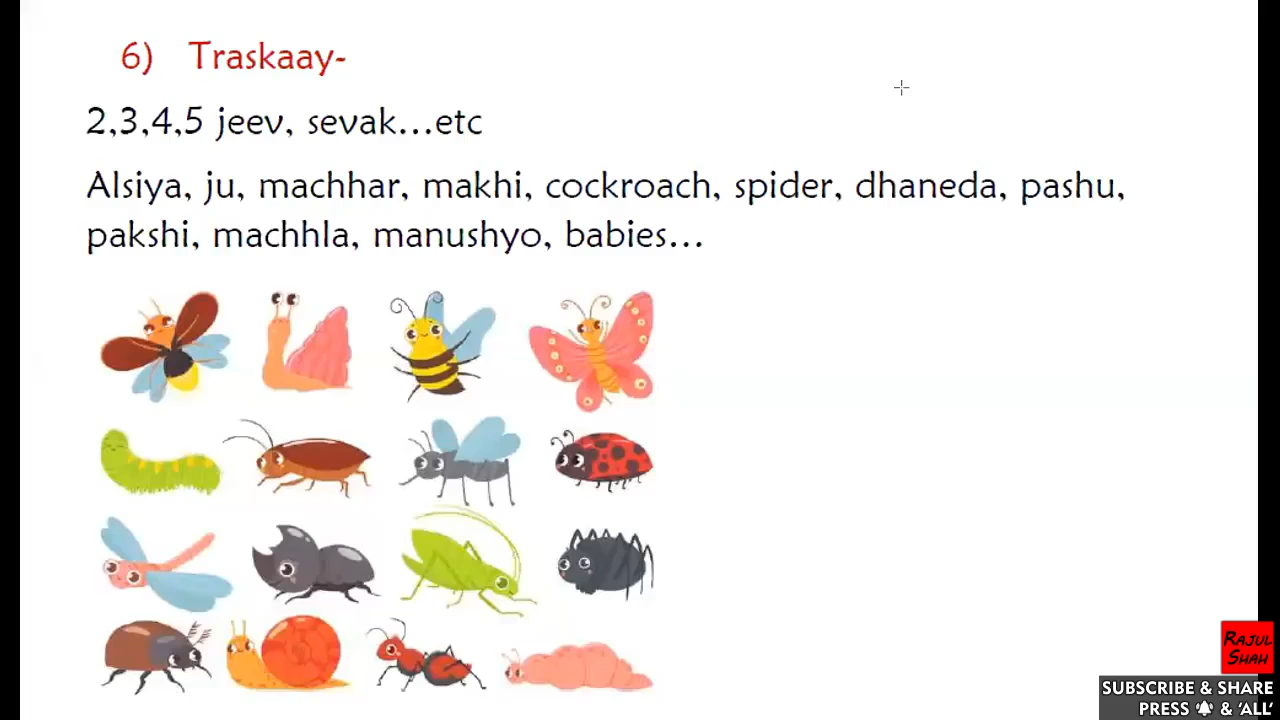 6) Traskaay-
2,3,4,5 jeev, sevak...etc
Alsiya, ju, machhar, makhi, cockroach, spider, dhaneda, pashu,
pakshi, machhla, manushyo, babies...
RAJUL
SHAH
SUBSCRIBE & SHARE
PRESS 🔔 & 'ALL'